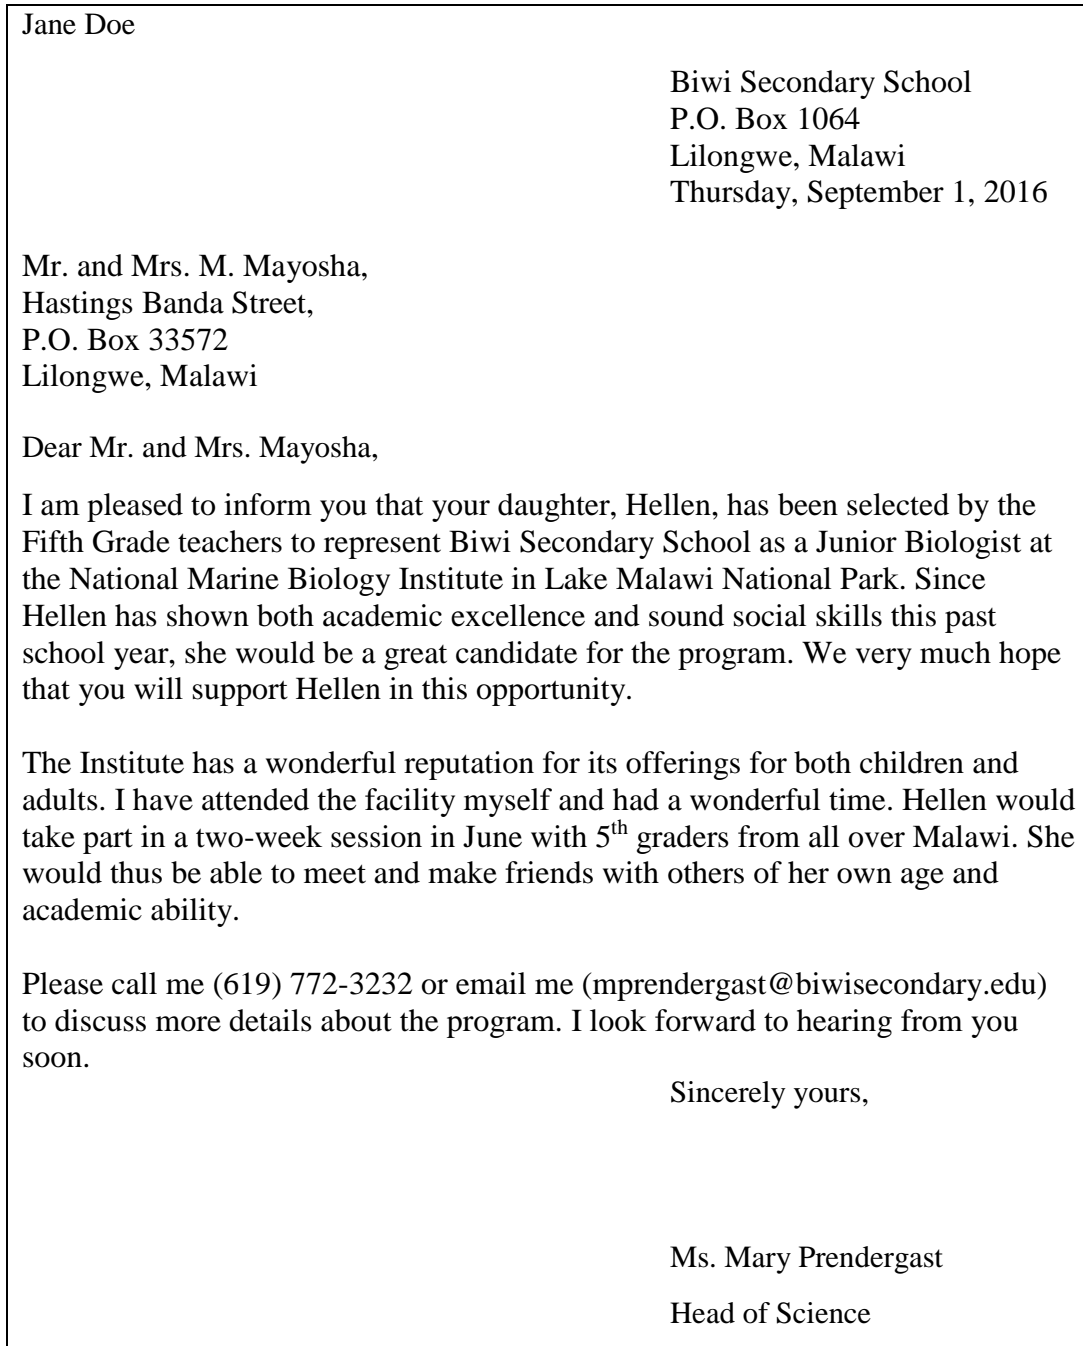 Jane Doe
Biwi Secondary School
P.O. Box 1064
Lilongwe, Malawi
Thursday, September 1, 2016
Mr. and Mrs. M. Mayosha,
Hastings Banda Street,
P.O. Box 33572
Lilongwe, Malawi
Dear Mr. and Mrs. Mayosha,
I am pleased to inform you that your daughter, Hellen, has been selected by the
Fifth Grade teachers to represent Biwi Secondary School as a Junior Biologist at
the National Marine Biology Institute in Lake Malawi National Park. Since
Hellen has shown both academic excellence and sound social skills this past
school year, she would be a great candidate for the program. We very much hope
that you will support Hellen in this opportunity.
The Institute has a wonderful reputation for its offerings for both children and
adults. I have attended the facility myself and had a wonderful time. Hellen would
take part in a two-week session in June with 5th graders from all over Malawi. She
would thus be able to meet and make friends with others of her own age and
academic ability.
Please call me (619) 772-3232 or email me (mprendergast@biwisecondary.edu)
to discuss more details about the program. I look forward to hearing from you
soon.
Sincerely yours,
Ms. Mary Prendergast
Head of Science